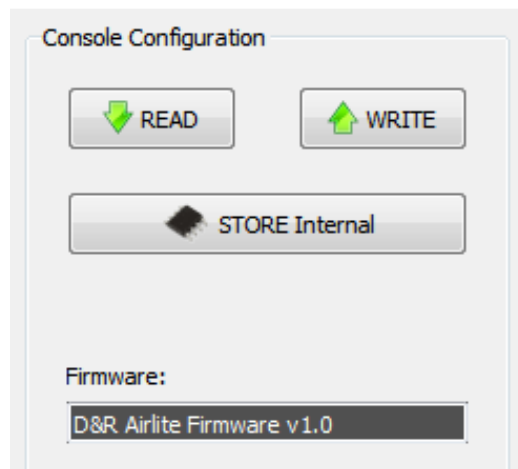 Console Configuration
READ WRITE
STORE Internal
Firmware:
D&R Airlite Firmware v1.0